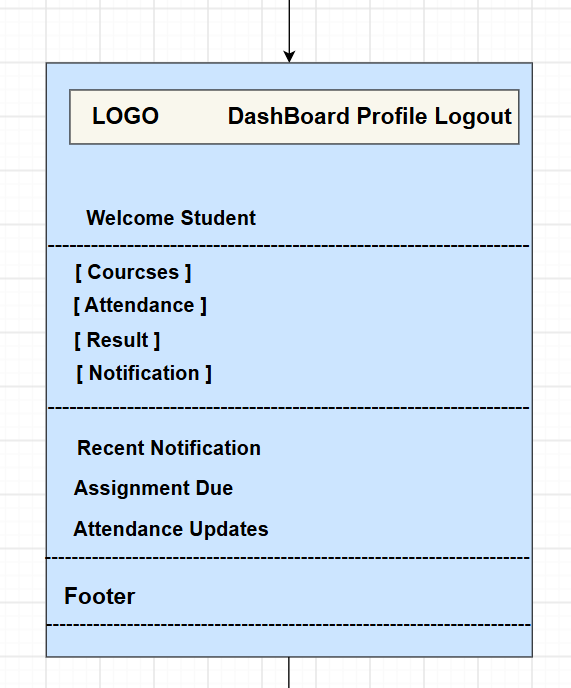 LOGO DashBoard Profile Logout
Welcome Student
[ Courcses ]
[ Attendance ]
[ Result ]
[ Notification ]
Recent Notification
Assignment Due
Attendance Updates
Footer